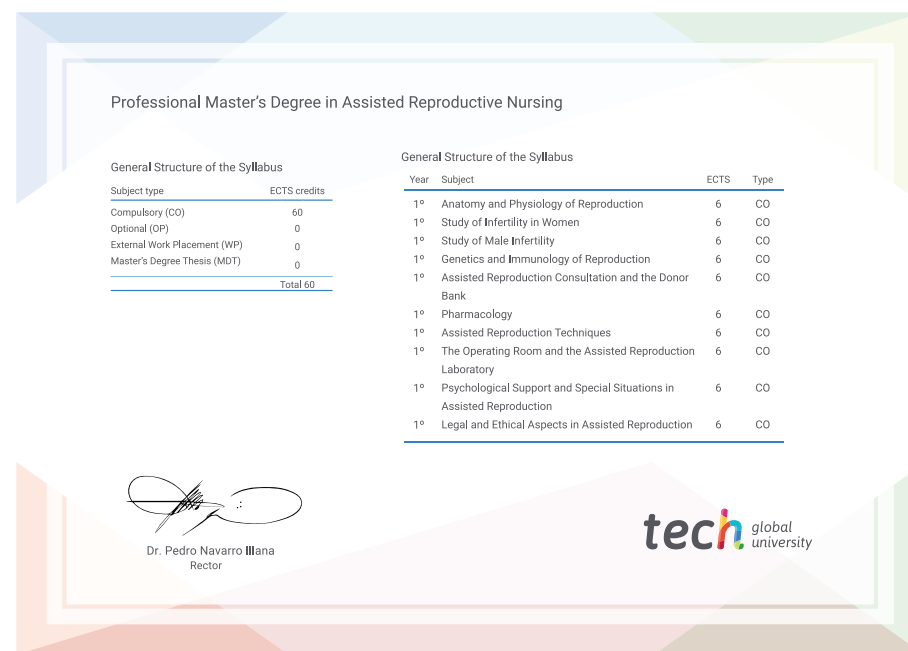 Professional Master's Degree in Assisted Reproductive Nursing
General Structure of the Syllabus
Subject type ECTS credits
Compulsory (CO) 60
Optional (OP) 0
External Work Placement (WP) 0
Master's Degree Thesis (MDT) 0
Total 60
General Structure of the Syllabus
Year Subject ECTS Type
1º Anatomy and Physiology of Reproduction 6 CO
1º Study of Infertility in Women 6 CO
1º Study of Male Infertility 6 CO
1º Genetics and Immunology of Reproduction 6 CO
1º Assisted Reproduction Consultation and the Donor 6 CO
Bank
1º Pharmacology 6 CO
1º Assisted Reproduction Techniques 6 CO
1º The Operating Room and the Assisted Reproduction 6 CO
Laboratory
1º Psychological Support and Special Situations in 6 CO
Assisted Reproduction
1º Legal and Ethical Aspects in Assisted Reproduction 6 CO
Dr. Pedro Navarro Illana
Rector
tech global
university